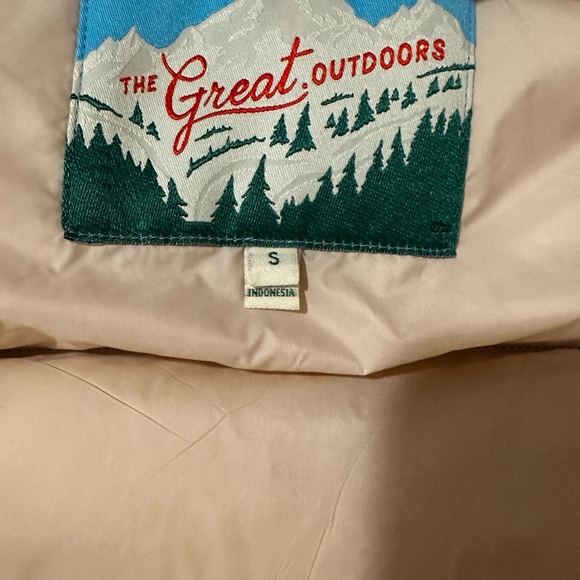 THE Great. OUTDOORS
S
INDONESIA